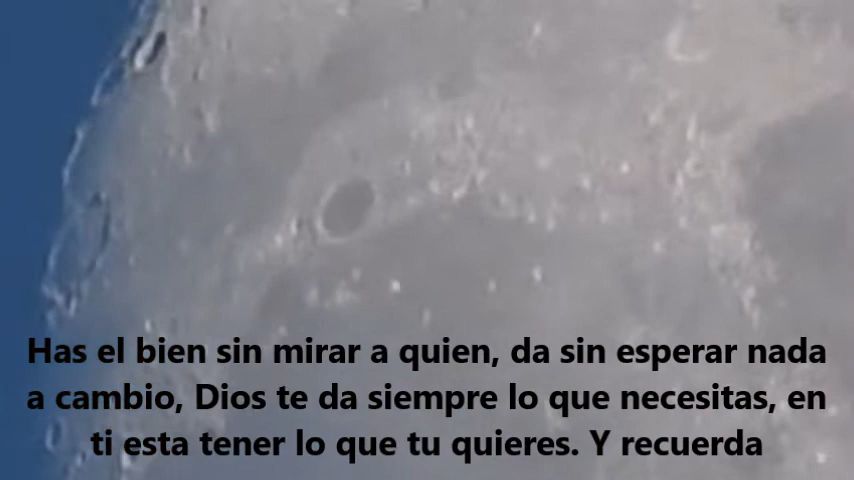 Has el bien sin mirar a quien, da sin esperar nada
a cambio, Dios te da siempre lo que necesitas, en
ti esta tener lo que tu quieres. Y recuerda